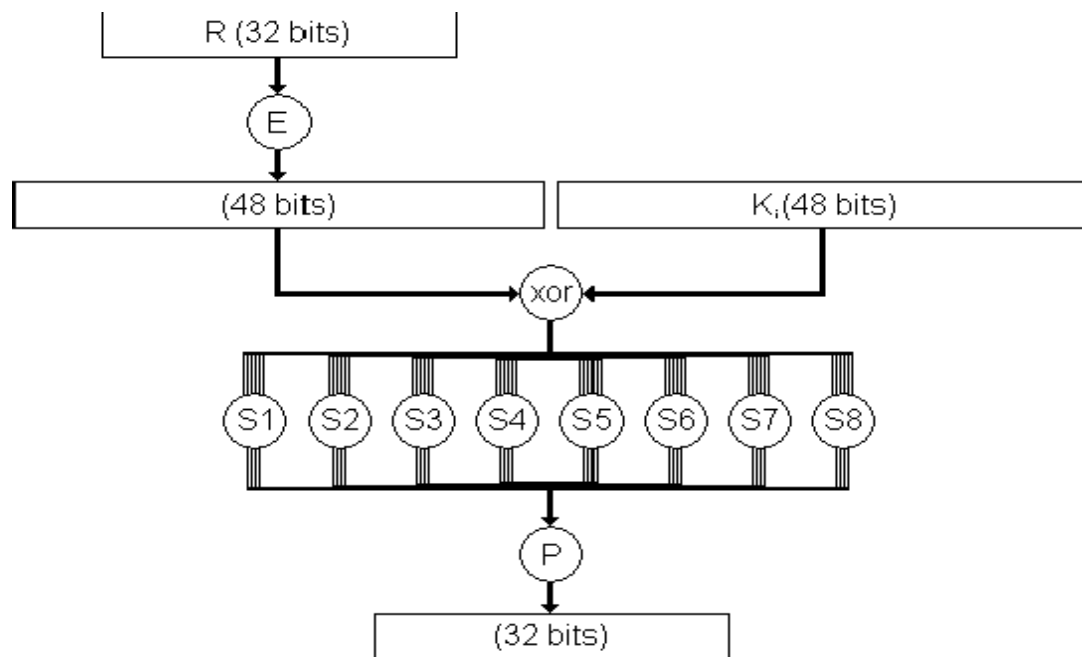 R (32 bits)
E
(48 bits) Kᵢ(48 bits)
xor
S1 S2 S3 S4 S5 S6 S7 S8
P
(32 bits)